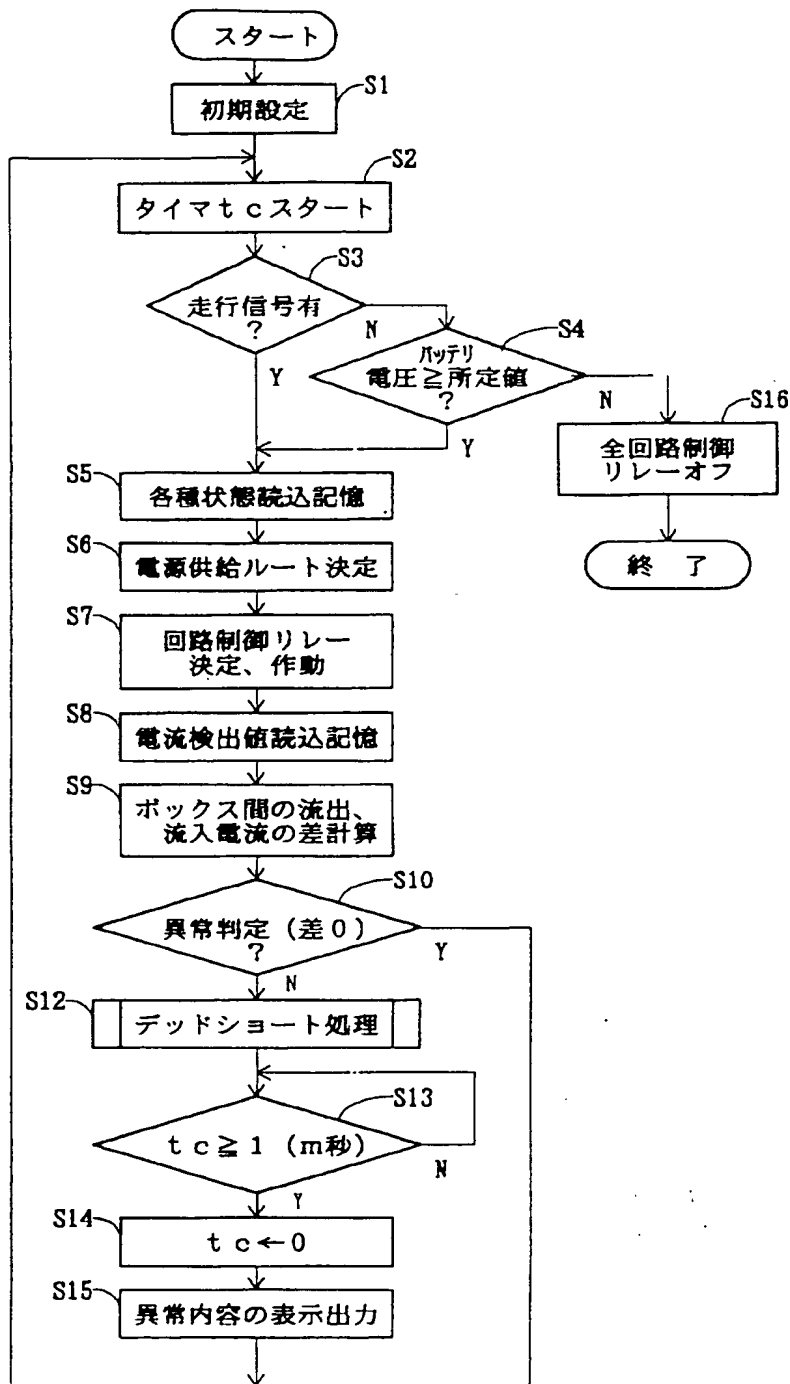 スタート
S1
初期設定
S2
タイマtcスタート
S3
走行信号有
?
N
Y
S4
バッテリ
電圧≧所定値
?
N
Y
S16
全回路制御
リレーオフ
終 了
S5
各種状態読込記憶
S6
電源供給ルート決定
S7
回路制御リレー
決定、作動
S8
電流検出値読込記憶
S9
ボックス間の流出、
流入電流の差計算
S10
異常判定(差0)
?
Y
N
S12
デッドショート処理
S13
tc≧1(m秒)
N
Y
S14
tc←0
S15
異常内容の表示出力